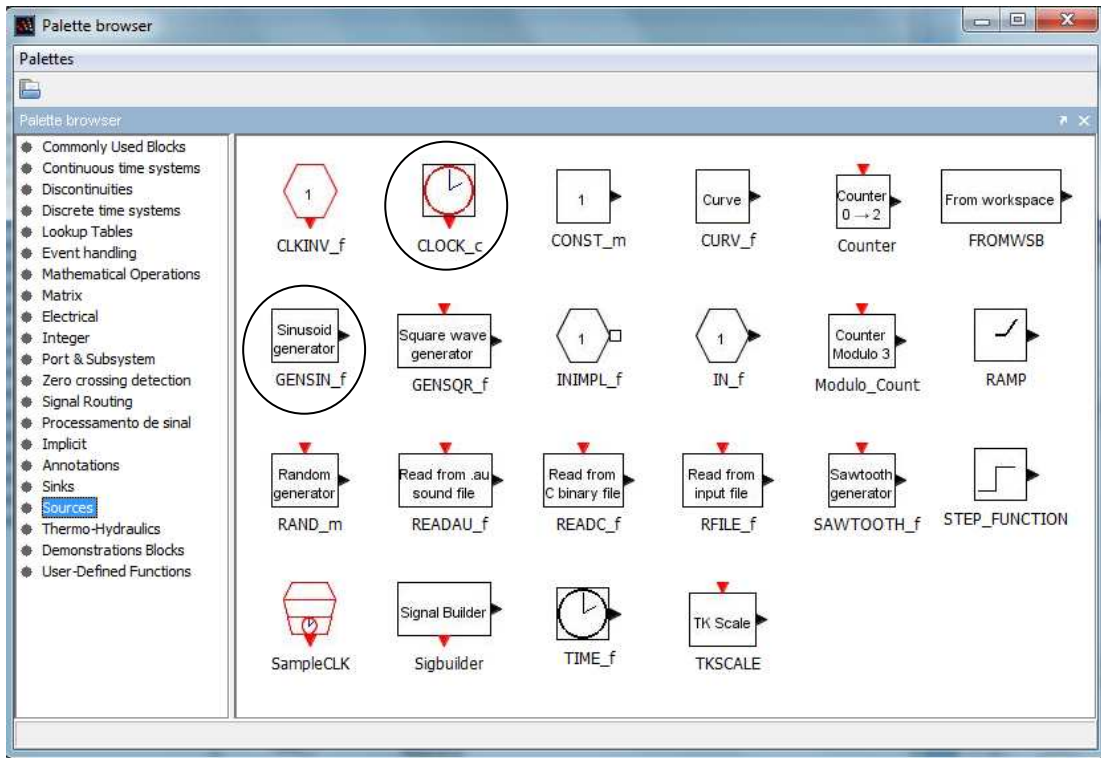 Palette browser
Palettes
Palette browser
Commonly Used Blocks
Continuous time systems
Discontinuities
Discrete time systems
Lookup Tables
Event handling
Mathematical Operations
Matrix
Electrical
Integer
Port & Subsystem
Zero crossing detection
Signal Routing
Processamento de sinal
Implicit
Annotations
Sinks
Sources
Thermo-Hydraulics
Demonstrations Blocks
User-Defined Functions
1
CLKINV_f
CLOCK_c
1
CONST_m
Curve
CURV_f
Counter
0 → 2
Counter
From workspace
FROMWSB
Sinusoid
generator
GENSIN_f
Square wave
generator
GENSQR_f
1
INIMPL_f
1
IN_f
Counter
Modulo 3
Modulo_Count
RAMP
Random
generator
RAND_m
Read from .au
sound file
READAU_f
Read from
C binary file
READC_f
Read from
input file
RFILE_f
Sawtooth
generator
SAWTOOTH_f
STEP_FUNCTION
SampleCLK
Signal Builder
Sigbuilder
TIME_f
TK Scale
TKSCALE